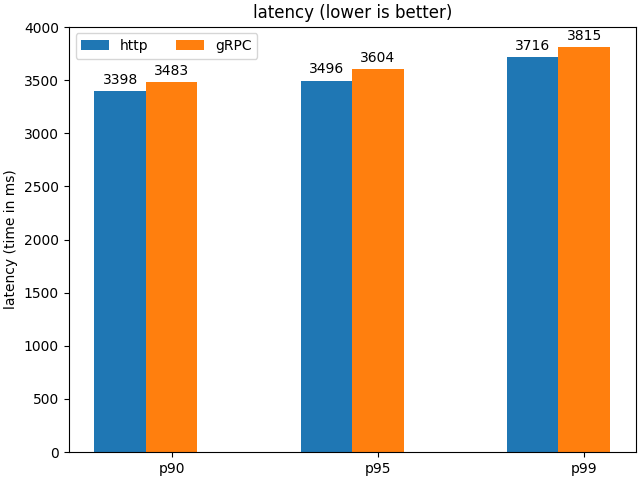 latency (lower is better)
http
gRPC
latency (time in ms)
4000
3500
3000
2500
2000
1500
1000
500
0
3398
3483
3496
3604
3716
3815
p90
p95
p99